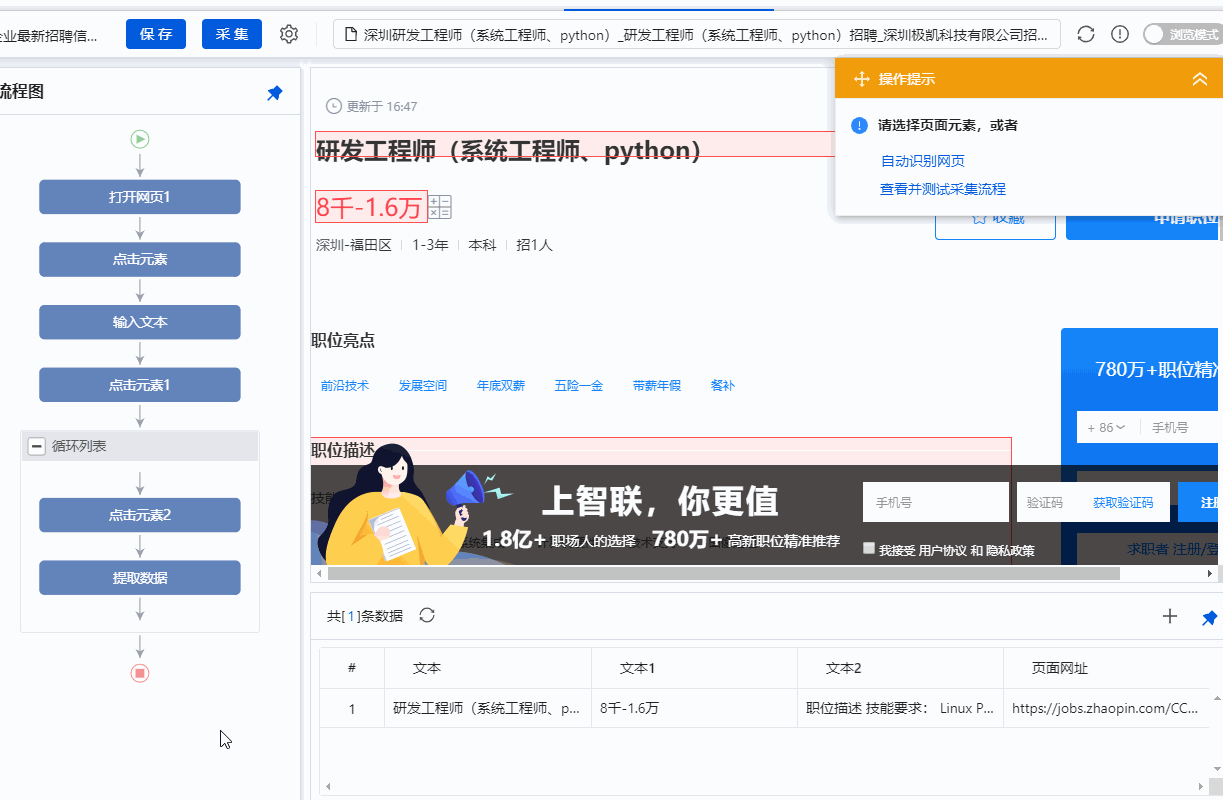 企业最新招聘信...
保存
采集
深圳研发工程师（系统工程师、python）_研发工程师（系统工程师、python）招聘_深圳极凯科技有限公司招...
浏览模式
流程图
打开网页1
点击元素
输入文本
点击元素1
循环列表
点击元素2
提取数据
更新于 16:47
研发工程师（系统工程师、python）
8千-1.6万
深圳-福田区 1-3年 本科 招1人
操作提示
请选择页面元素，或者
自动识别网页
查看并测试采集流程
收藏
申请职位
职位亮点
前沿技术 发展空间 年底双薪 五险一金 带薪年假 餐补
780万+职位精准
+ 86 手机号
职位描述
上智联，你更值
1.8亿+ 职场人的选择 780万+ 高新职位精准推荐
手机号
验证码 获取验证码
我接受 用户协议 和 隐私政策
求职者 注册/登
共[1]条数据
# 文本 文本1 文本2 页面网址
1 研发工程师（系统工程师、p... 8千-1.6万 职位描述 技能要求： Linux P... https://jobs.zhaopin.com/CC...